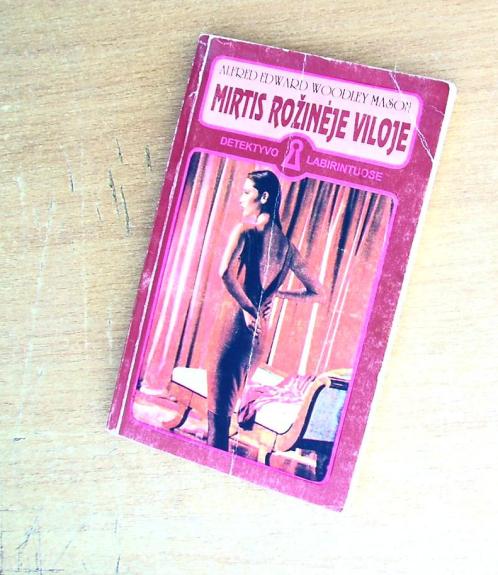 ALFRED EDWARD WOODLEY MASON
MIRTIS ROŽINĖJE VILOJE
DETEKTYVO LABIRINTUOSE